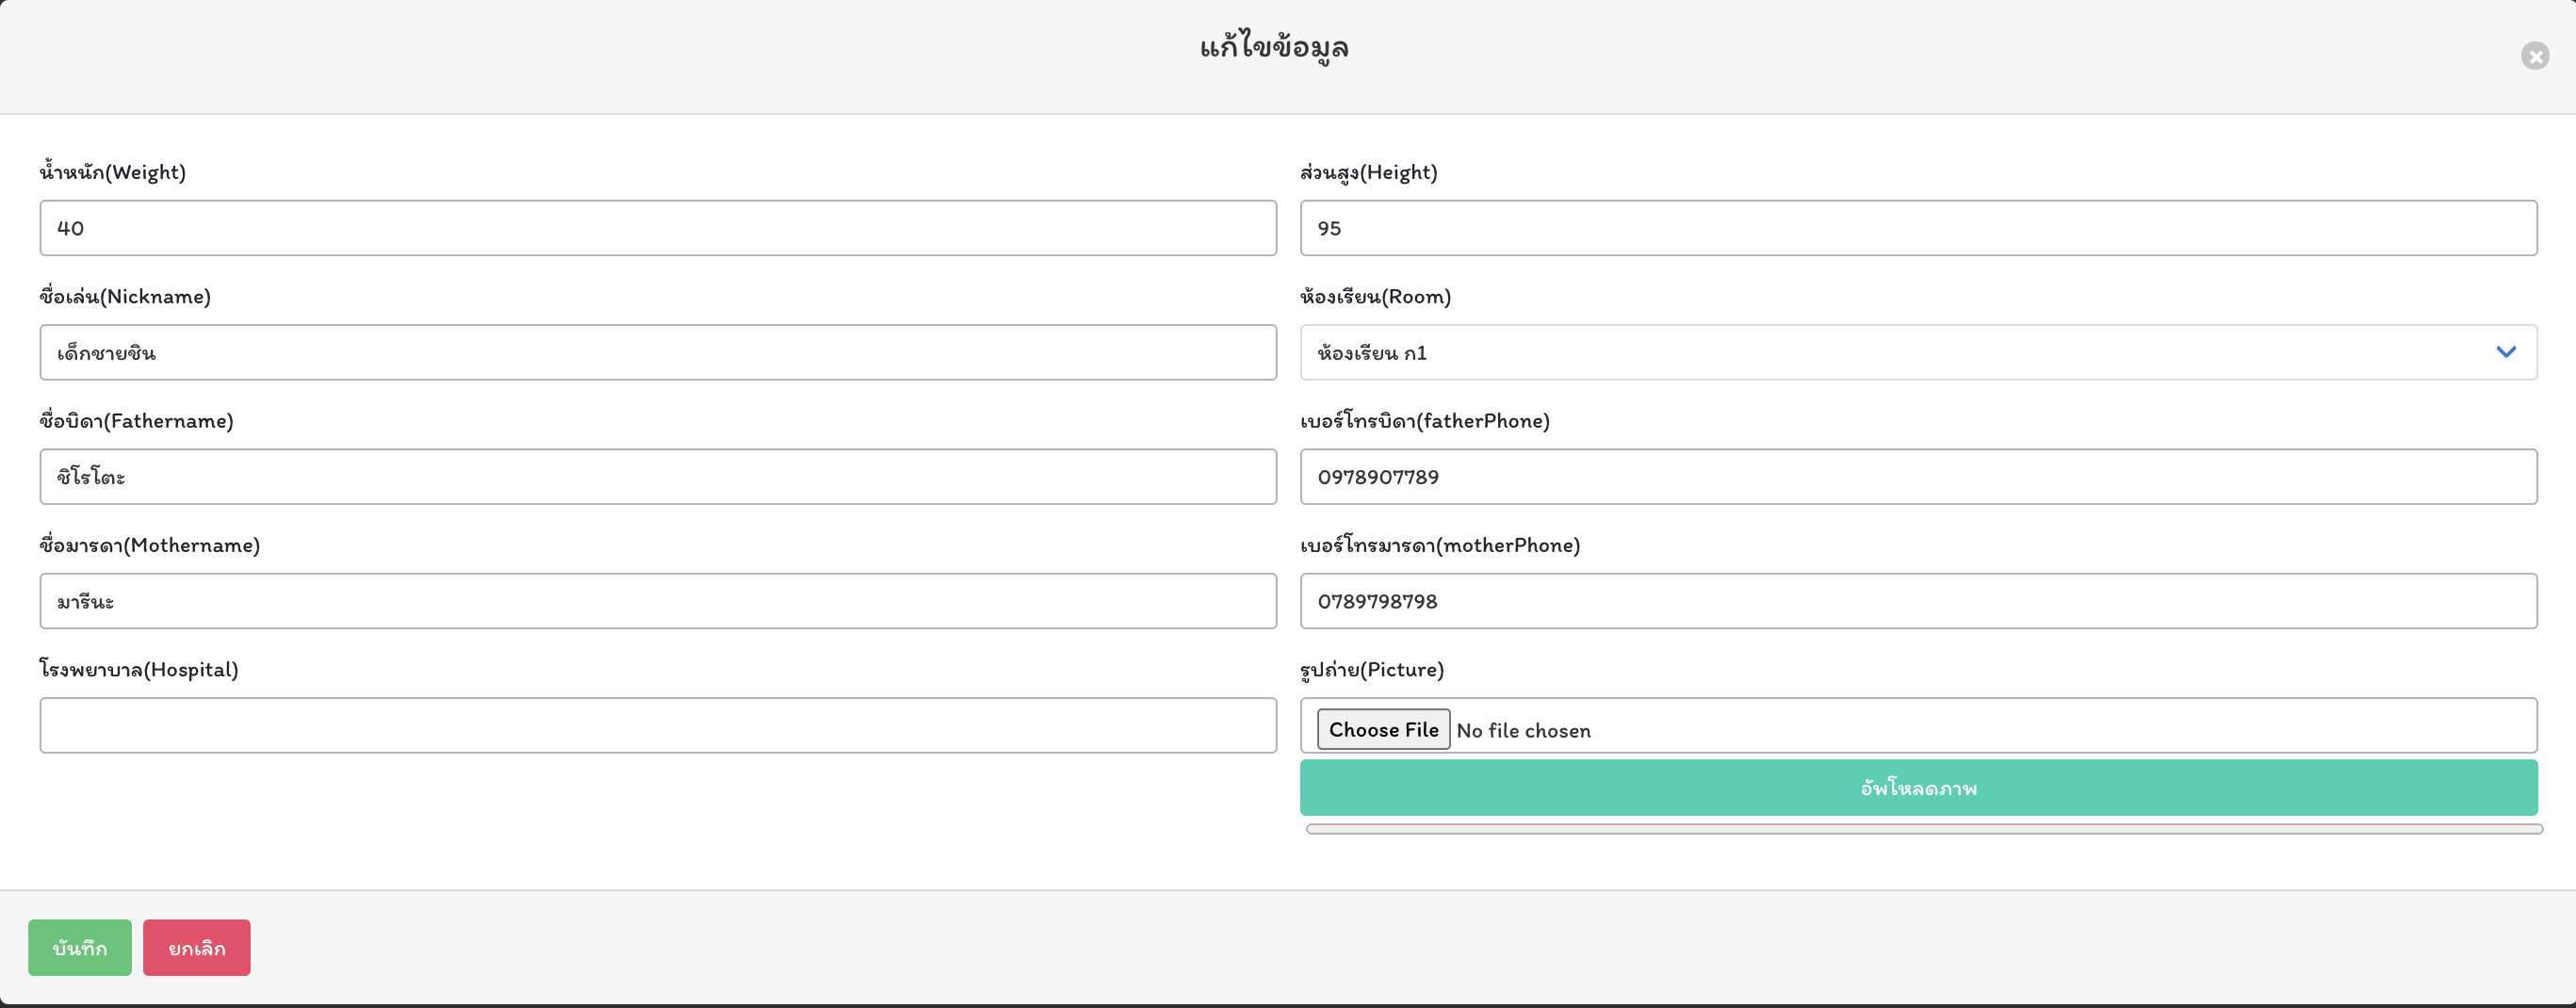 แก้ไขข้อมูล
น้ำหนัก(Weight)
ส่วนสูง(Height)
40
95
ชื่อเล่น(Nickname)
ห้องเรียน(Room)
เด็กชายชิน
ห้องเรียน ก1
ชื่อบิดา(Fathername)
เบอร์โทรบิดา(fatherPhone)
ชิโรโตะ
0978907789
ชื่อมารดา(Mothername)
เบอร์โทรมารดา(motherPhone)
มารีนะ
0789798798
โรงพยาบาล(Hospital)
รูปถ่าย(Picture)
Choose File No file chosen
อัพโหลดภาพ
บันทึก
ยกเลิก